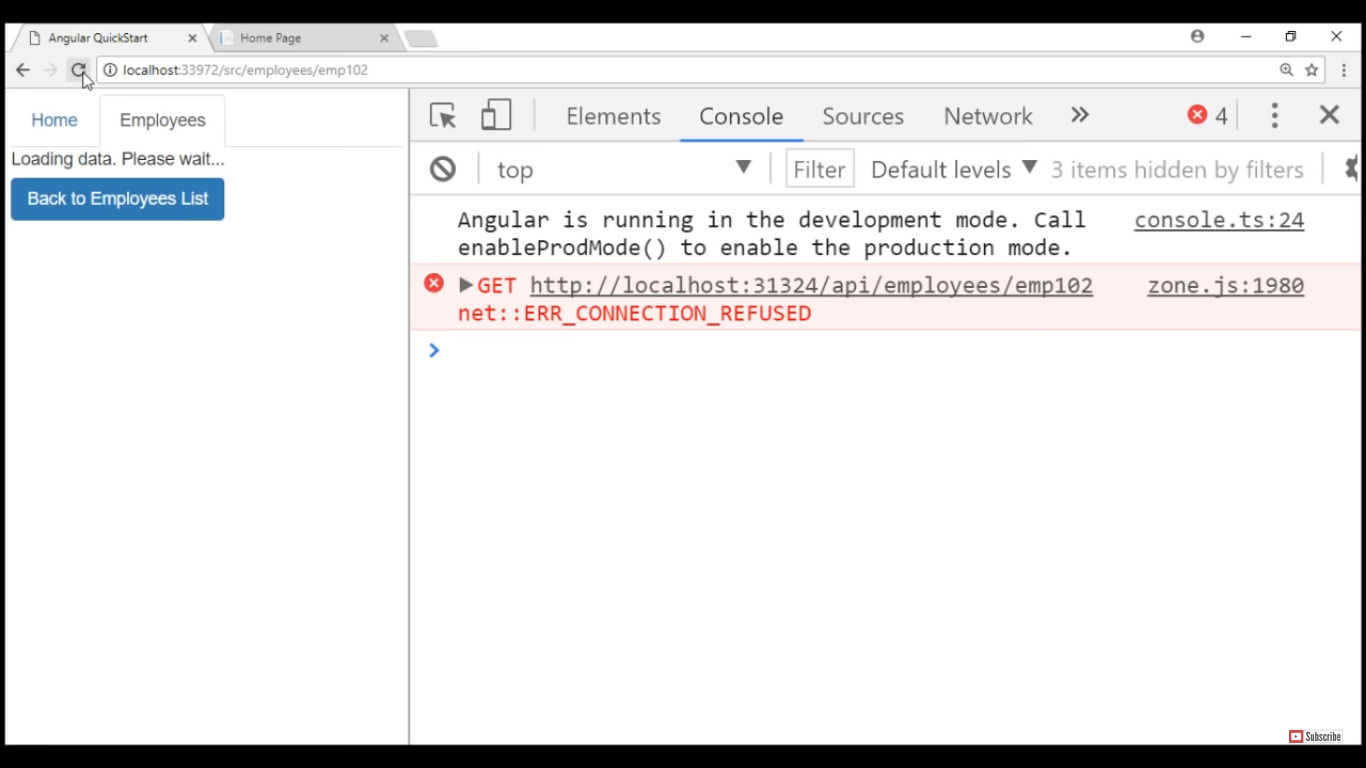 Angular QuickStart
Home Page
localhost:33972/src/employees/emp102
Home
Employees
Loading data. Please wait...
Back to Employees List
Elements
Console
Sources
Network
4
top
Filter
Default levels
3 items hidden by filters
Angular is running in the development mode. Call console.ts:24
enableProdMode() to enable the production mode.
GET http://localhost:31324/api/employees/emp102 zone.js:1980
net::ERR_CONNECTION_REFUSED
Subscribe